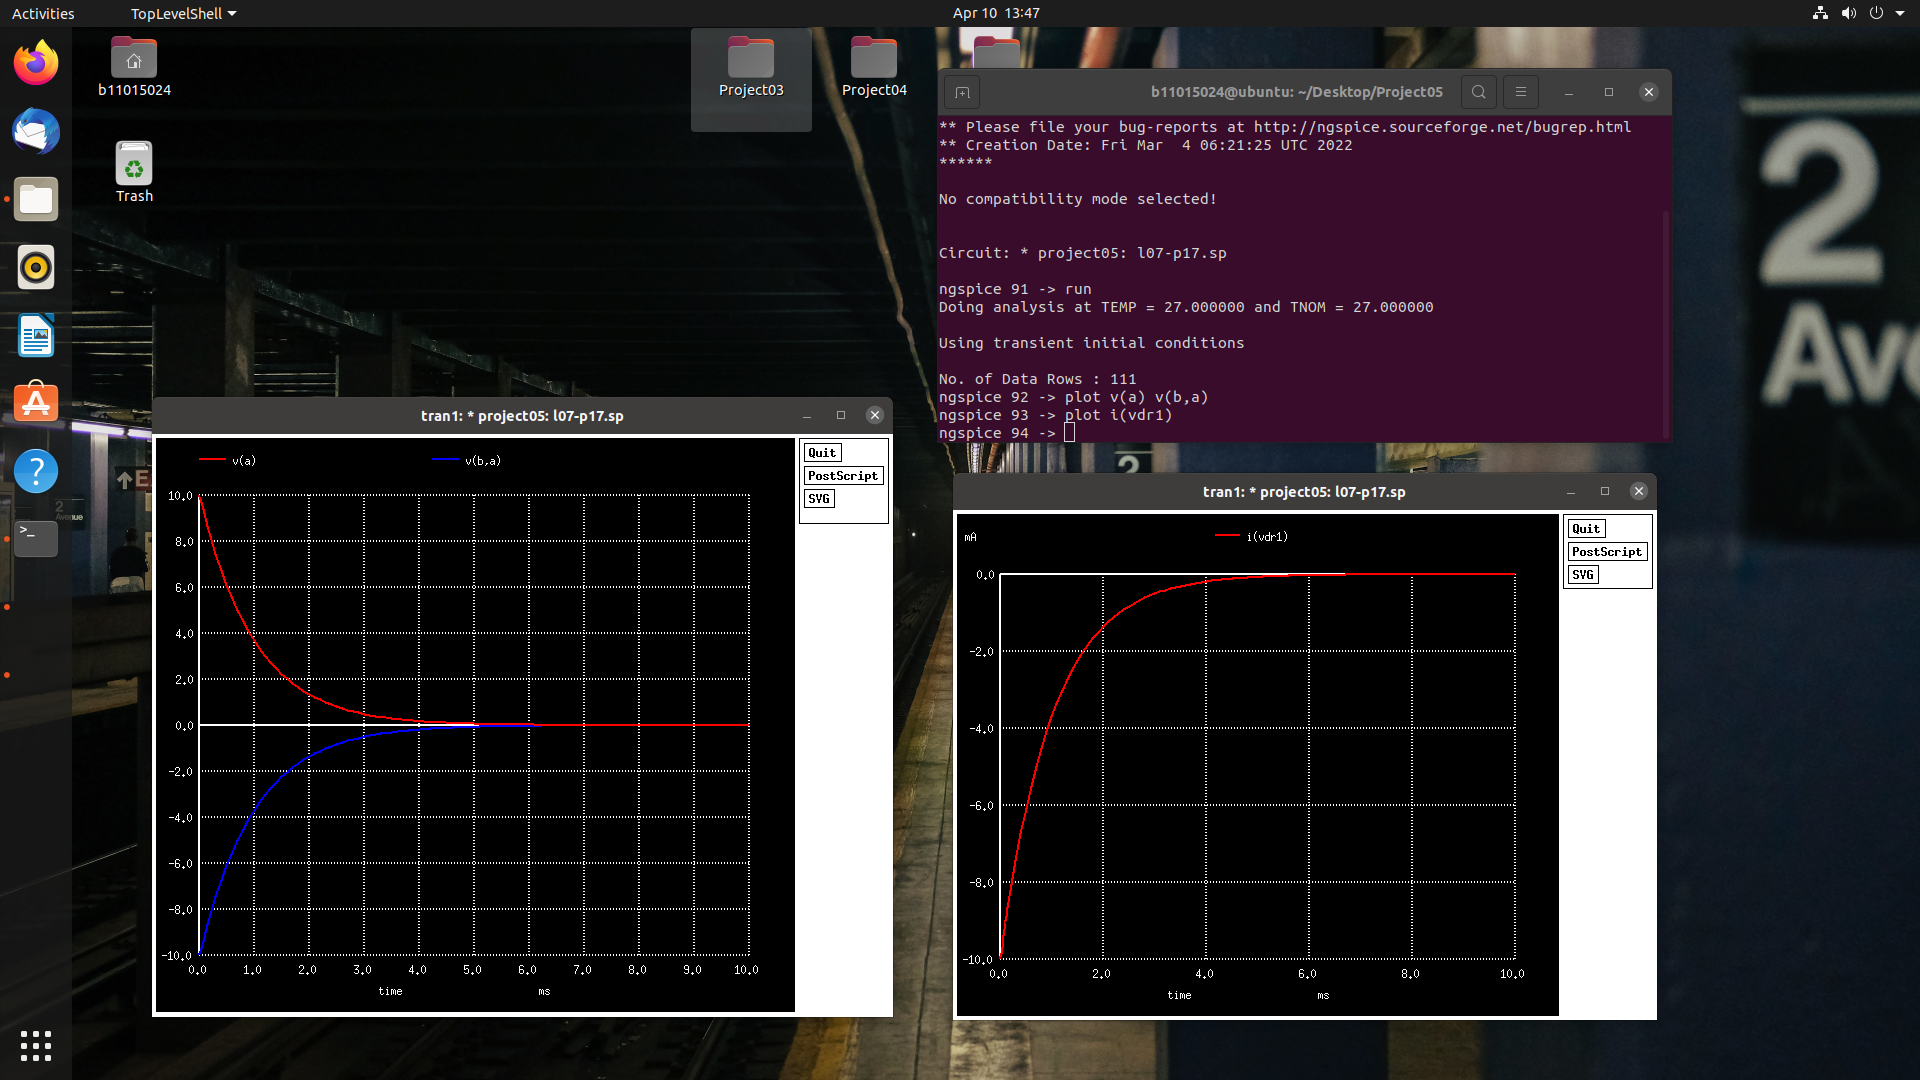 Activities
TopLevelShell
Apr 10 13:47
b11015024
Trash
Project03
Project04
b11015024@ubuntu: ~/Desktop/Project05
** Please file your bug-reports at http://ngspice.sourceforge.net/bugrep.html
** Creation Date: Fri Mar  4 06:21:25 UTC 2022
******
No compatibility mode selected!
Circuit: * project05: l07-p17.sp
ngspice 91 -> run
Doing analysis at TEMP = 27.000000 and TNOM = 27.000000
Using transient initial conditions
No. of Data Rows : 111
ngspice 92 -> plot v(a) v(b,a)
ngspice 93 -> plot i(vdr1)
ngspice 94 ->
tran1: * project05: l07-p17.sp
v(a)
v(b,a)
Quit
PostScript
SVG
10.0
8.0
6.0
4.0
2.0
0.0
-2.0
-4.0
-6.0
-8.0
-10.0
0.0 1.0 2.0 3.0 4.0 5.0 6.0 7.0 8.0 9.0 10.0
time ms
tran1: * project05: l07-p17.sp
mA
i(vdr1)
Quit
PostScript
SVG
0.0
-2.0
-4.0
-6.0
-8.0
-10.0
0.0 2.0 4.0 6.0 8.0 10.0
time ms
2
Ave
2
2
Avenue
E